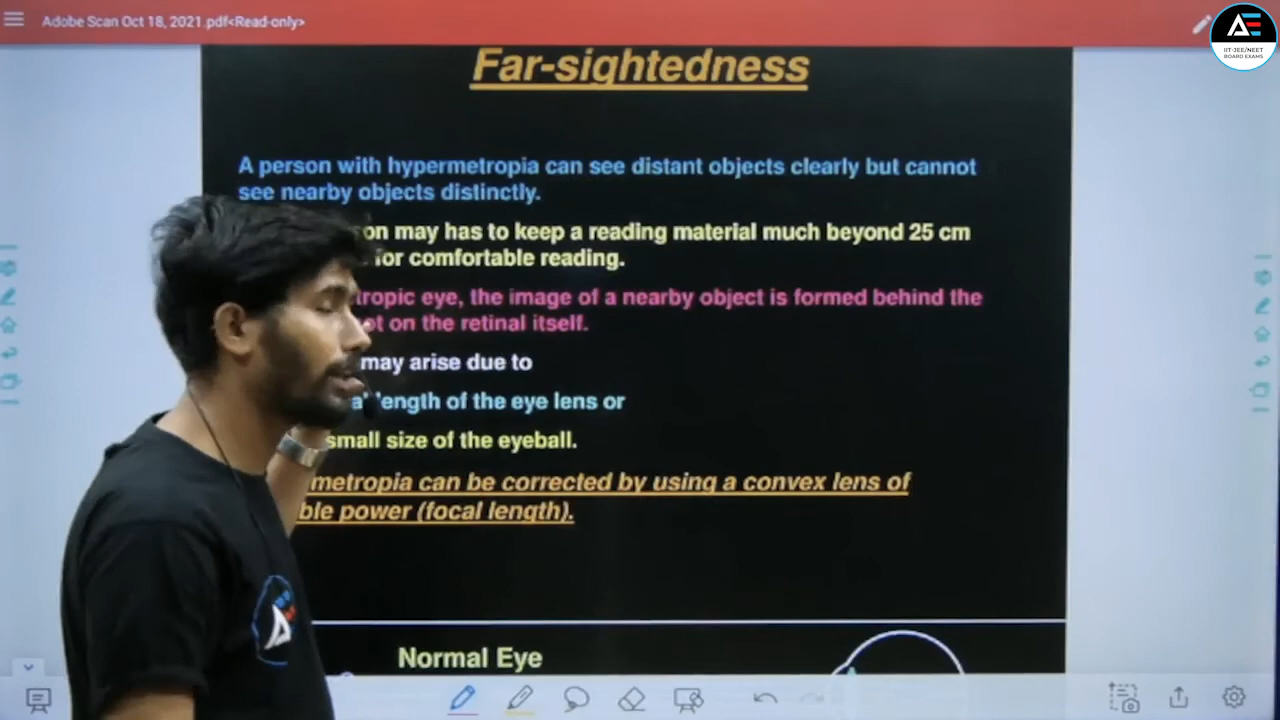 Adobe Scan Oct 18, 2021.pdf<Read-only>
IIT-JEE/NEET
BOARD EXAMS
Far-sightedness
A person with hypermetropia can see distant objects clearly but cannot
see nearby objects distinctly.
on may has to keep a reading material much beyond 25 cm
for comfortable reading.
tropic eye, the image of a nearby object is formed behind the
ot on the retinal itself.
may arise due to
length of the eye lens or
small size of the eyeball.
metropia can be corrected by using a convex lens of
ble power (focal length).
Normal Eye